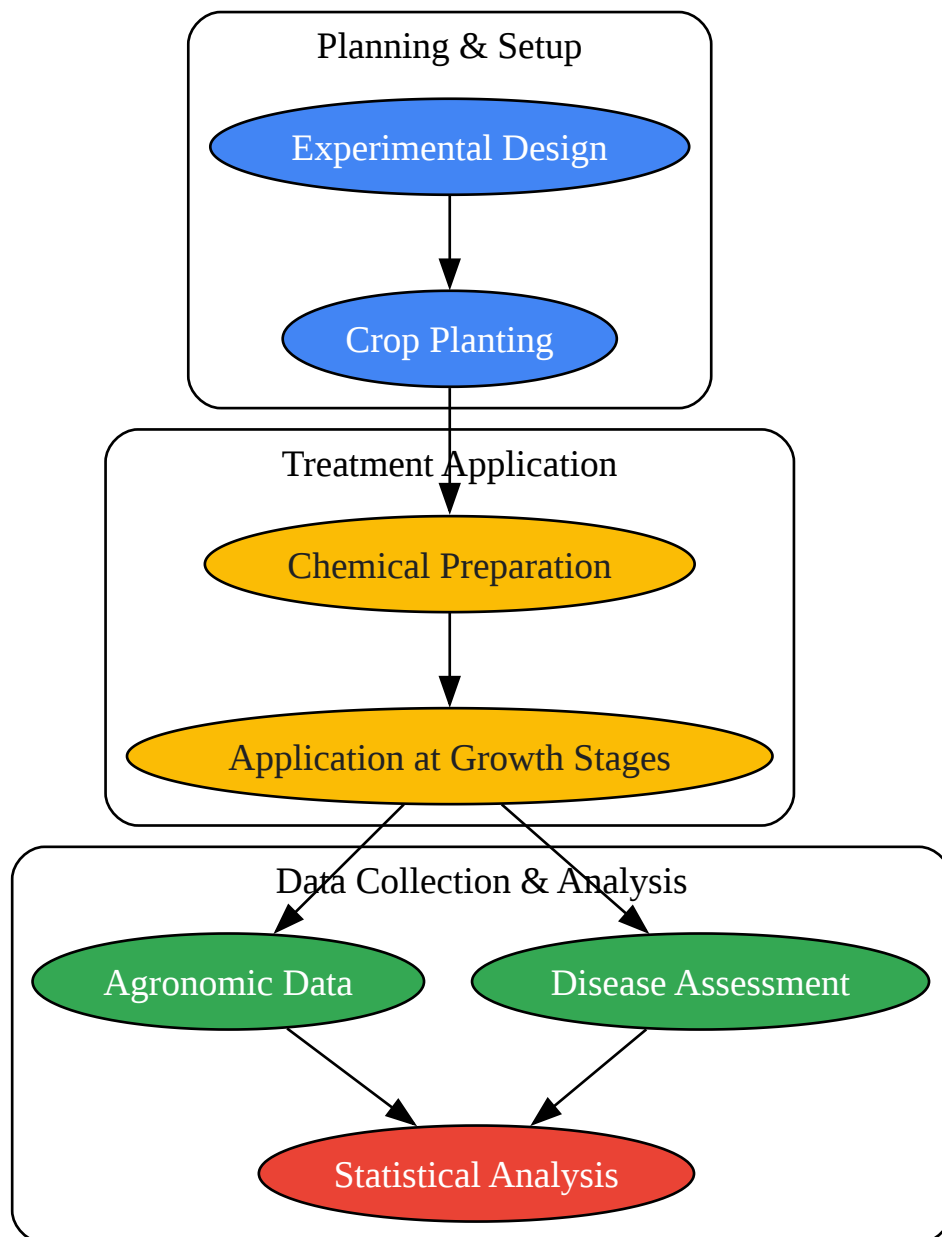 Planning & Setup
Experimental Design
Crop Planting
Treatment Application
Chemical Preparation
Application at Growth Stages
Data Collection & Analysis
Agronomic Data
Disease Assessment
Statistical Analysis